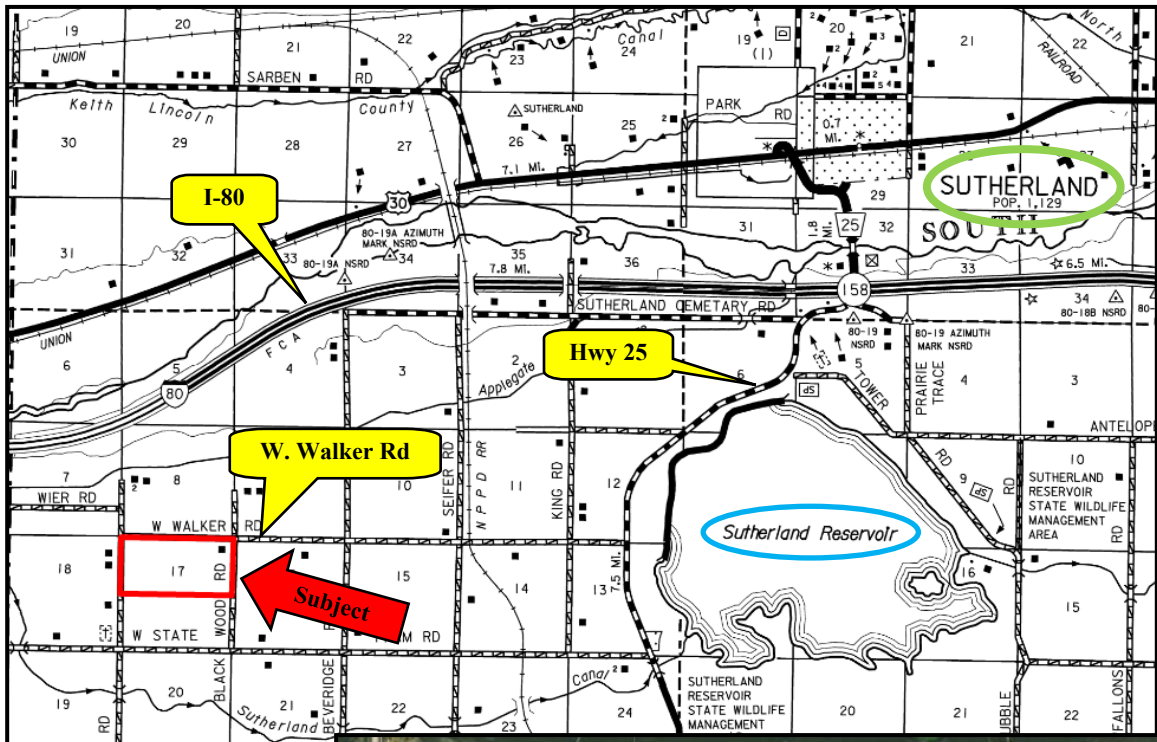 19
20
21
22
23
24
19
(1)
21
22
North
UNION
Canal
SARBEN RD
RAILROAD
Keith Lincoln County
SUTHERLAND
PARK RD
0.7 MI.
30
29
28
27
26
25
7.1 MI.
29
27
I-80
30
SUTHERLAND
POP. 1,129
SOUTH
1.8 MI.
25
31
32
33
34
35
36
31
32
33
80-19A AZIMUTH
MARK NSRD
80-19A NSRD
7.8 MI.
6.5 MI.
158
34
80-18B NSRD
80-
SUTHERLAND CEMETARY RD
UNION
FCA
80-19
NSRD
80-19 AZIMUTH
MARK NSRD
Hwy 25
6
5
4
3
2
Applegate
6
5
4
3
80
TOWER RD
PRAIRIE TRACE
SP
ANTELOPE
W. Walker Rd
7
8
10
11
12
9
10
WIER RD
SEIFER RD
NPPD RR
KING RD
SP
RD
SUTHERLAND
RESERVOIR
STATE WILDLIFE
MANAGEMENT
AREA
W WALKER RD
Sutherland Reservoir
18
17
15
14
13
7.5 MI.
16
15
RD
RD
Subject
W STATE FARM RD
BLACK WOOD
BEVERIDGE
2
Canal
19
20
21
22
23
24
20
21
22
RD
Sutherland
SUTHERLAND
RESERVOIR
STATE WILDLIFE
MANAGEMENT
UBBLE
FALLONS